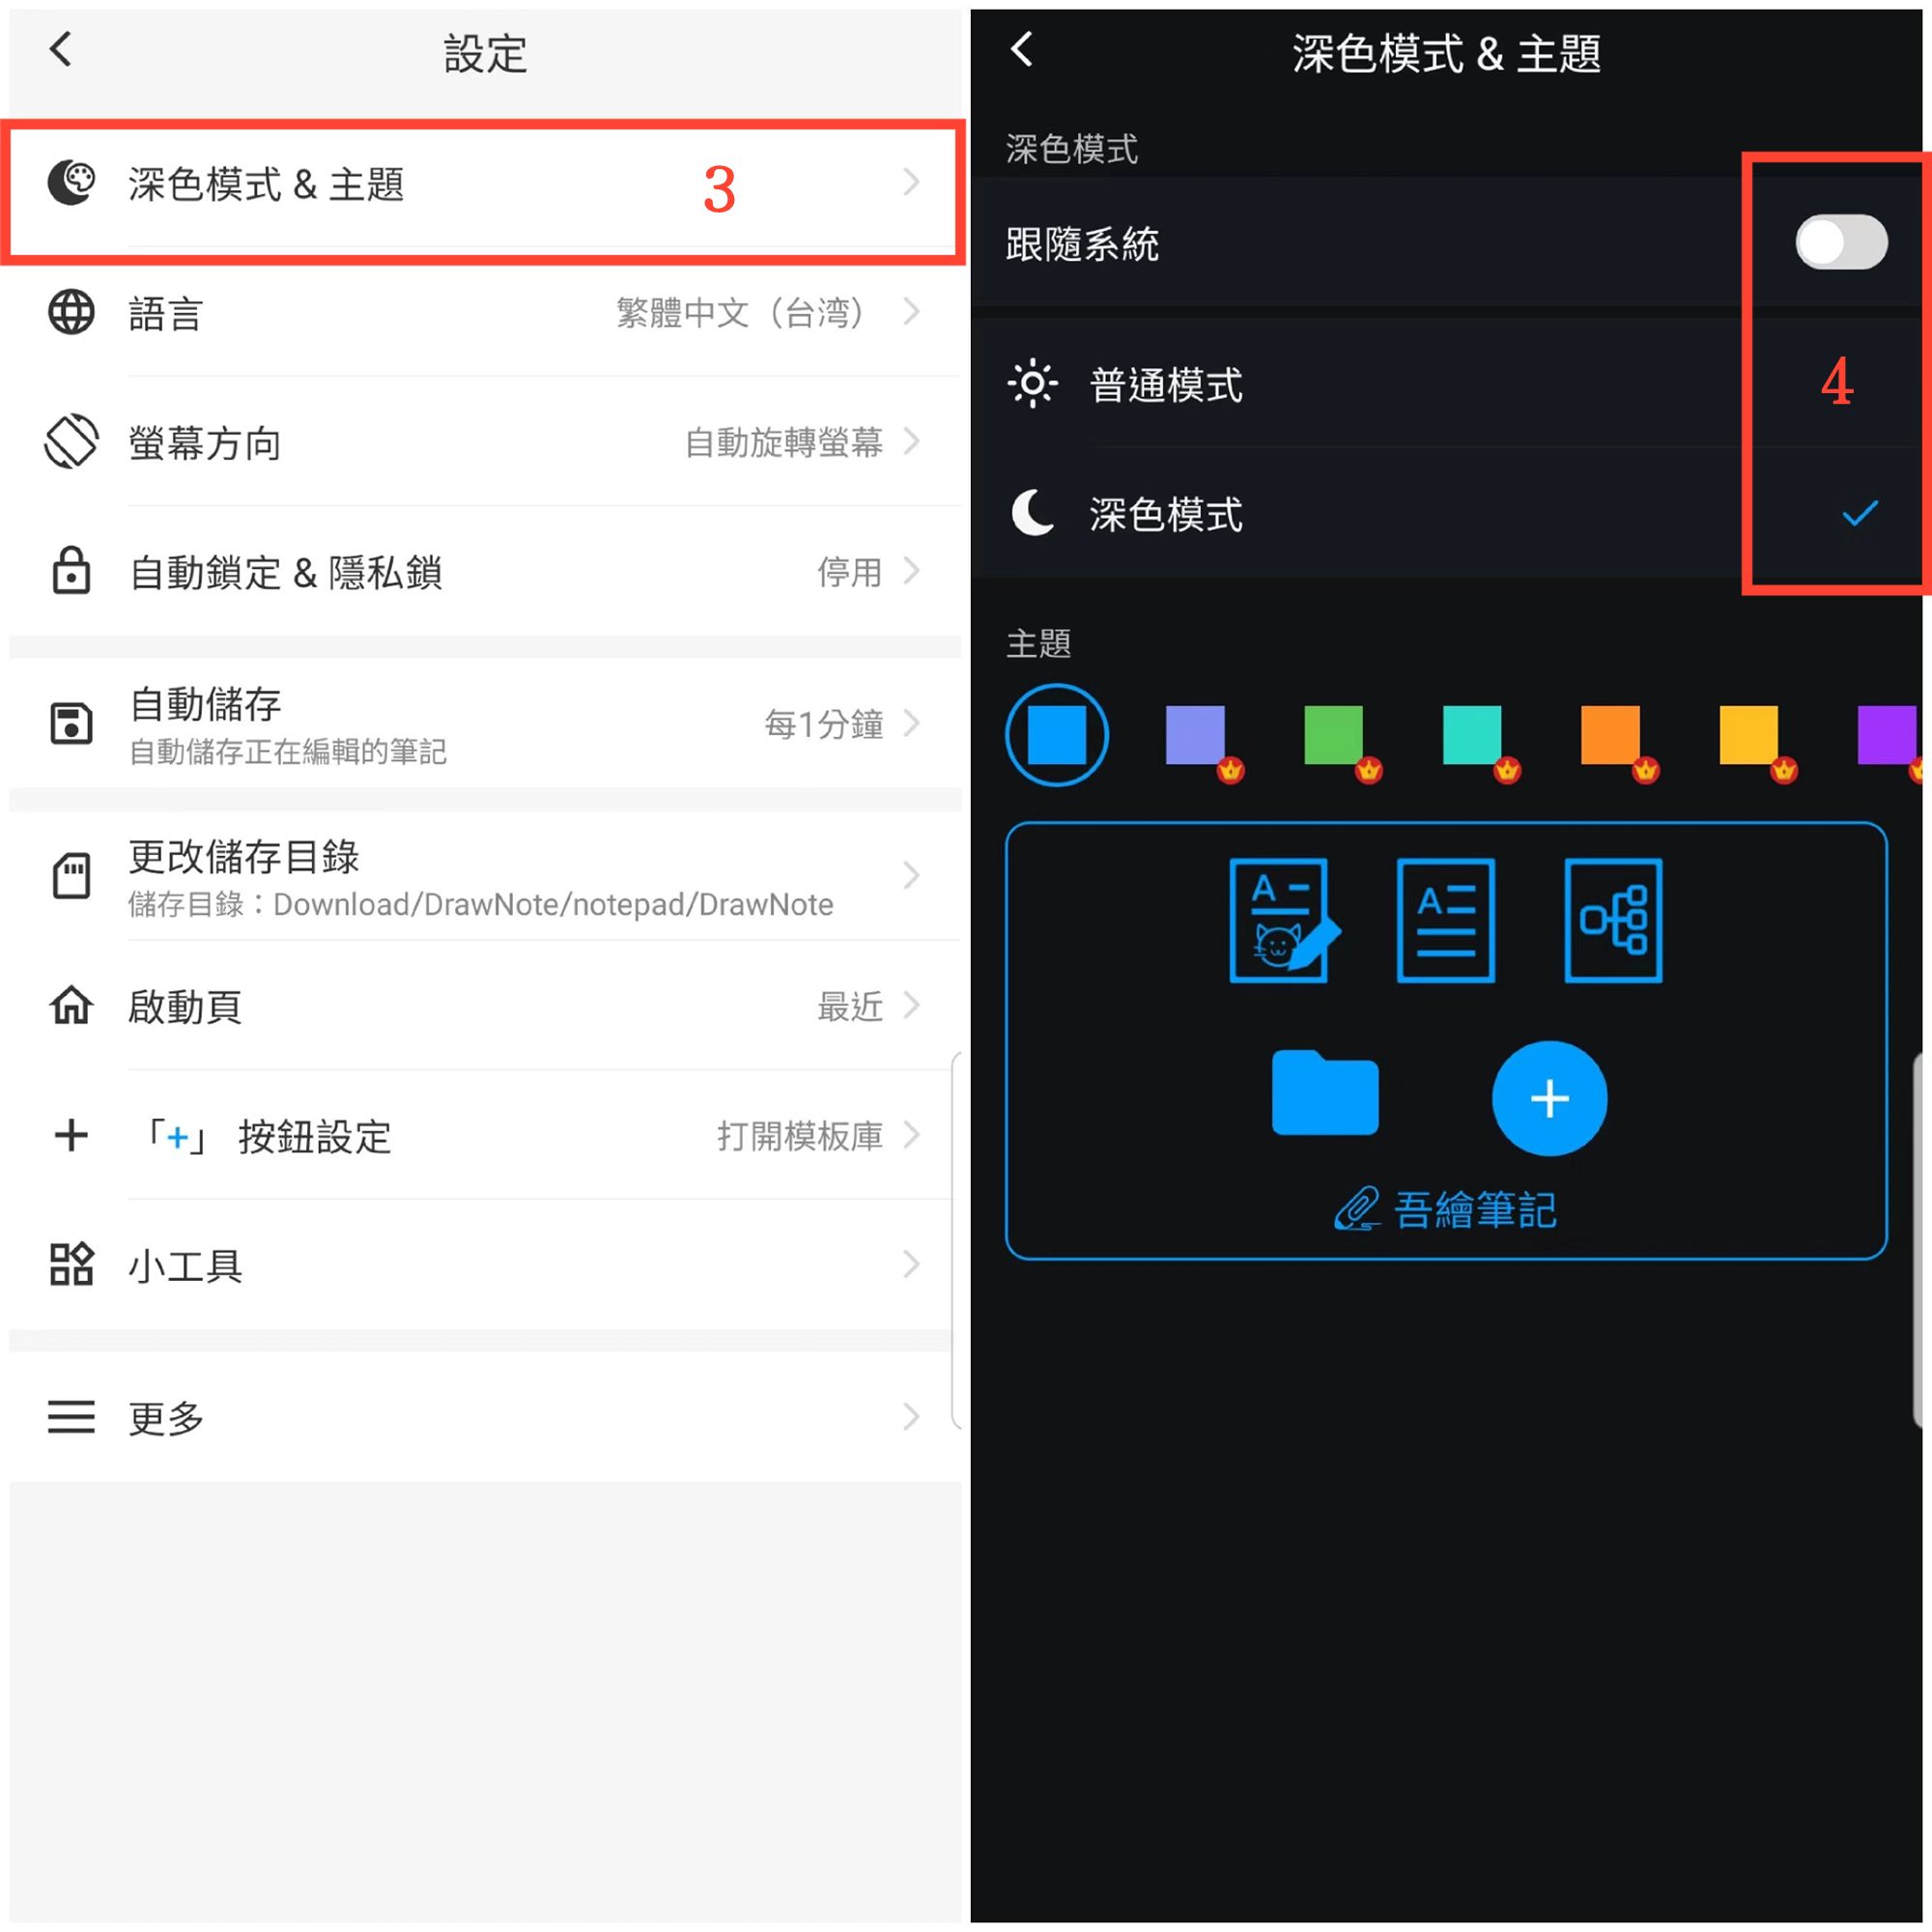 設定
深色模式 & 主題
3
語言
繁體中文（台湾）
螢幕方向
自動旋轉螢幕
自動鎖定 & 隱私鎖
停用
自動儲存
自動儲存正在編輯的筆記
每1分鐘
更改儲存目錄
儲存目錄：Download/DrawNote/notepad/DrawNote
啟動頁
最近
「+」 按鈕設定
打開模板庫
小工具
更多
深色模式 & 主題
深色模式
跟隨系統
普通模式
4
深色模式
主題
A
A
吾繪筆記